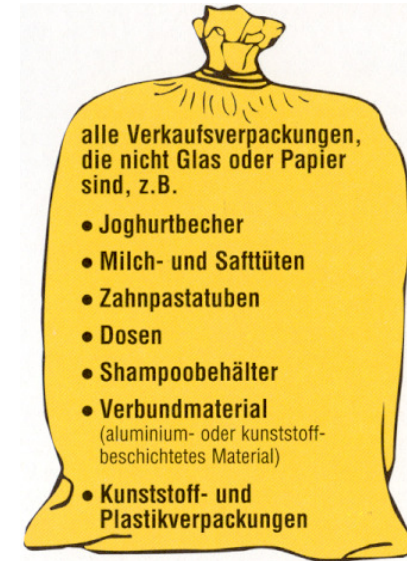 alle Verkaufsverpackungen,
die nicht Glas oder Papier
sind, z.B.
• Joghurtbecher
• Milch- und Safttüten
• Zahnpastatuben
• Dosen
• Shampoobehälter
• Verbundmaterial
(aluminium- oder kunststoff-
beschichtetes Material)
• Kunststoff- und
Plastikverpackungen